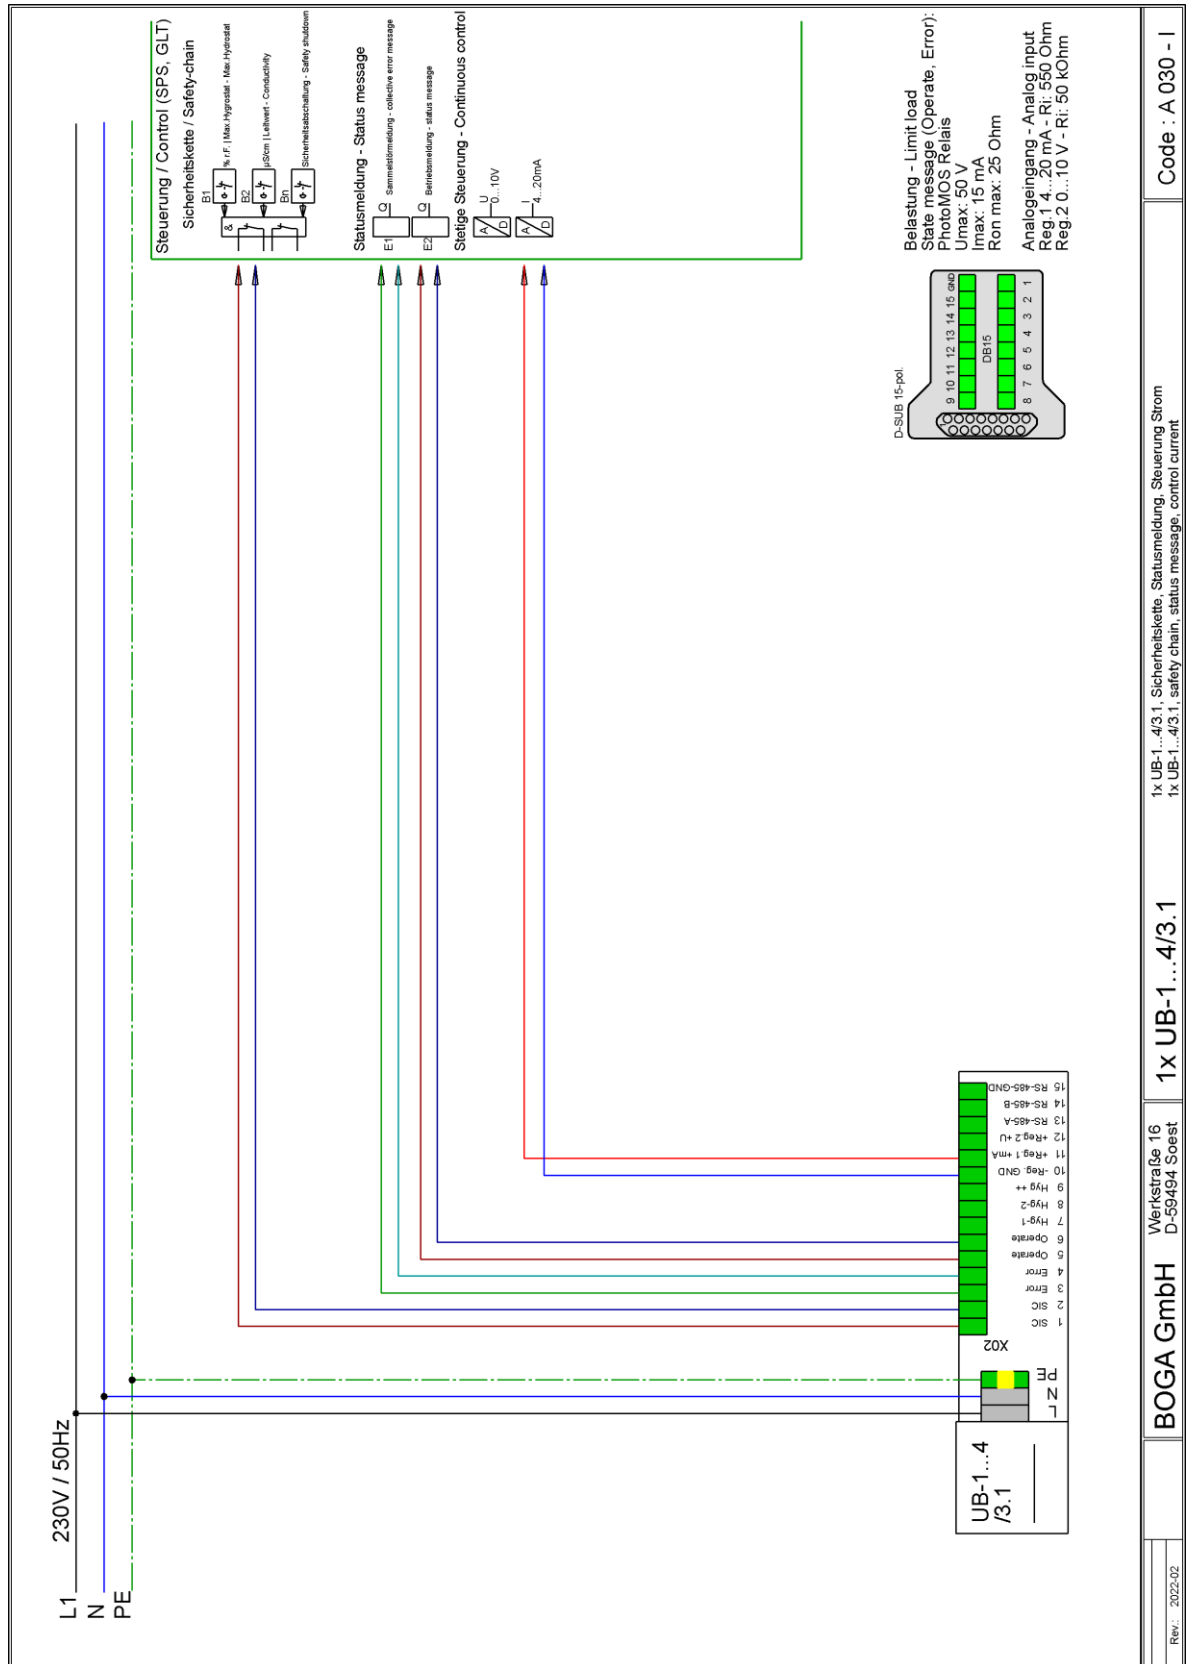 L1
N
PE
230V / 50Hz
Steuerung / Control (SPS, GLT)
Sicherheitskette / Safety-chain
B1
% r.F. | Max.Hygrostat - Max.Hydrostat
B2
µS/cm | Leitwert - Conductivity
Bn
Sicherheitsabschaltung - Safety shutdown
&
Statusmeldung - Status message
E1
Q
Sammelstörmeldung - collective error message
E2
Q
Betriebsmeldung - status message
Stetige Steuerung - Continuous control
A
D
U
0...10V
A
D
I
4...20mA
UB-1...4
/3.1
L
N
PE
X02
1 SIC
2 SIC
3 Error
4 Error
5 Operate
6 Operate
7 Hyg-1
8 Hyg-2
9 Hyg ++
10 -Reg. GND
11 +Reg.1 +mA
12 +Reg.2 +U
13 RS-485-A
14 RS-485-B
15 RS-485-GND
D-SUB 15-pol.
9 10 11 12 13 14 15 GND
DB15
8 7 6 5 4 3 2 1
1
Belastung - Limit load
State message (Operate, Error):
PhotoMOS Relais
Umax: 50 V
Imax: 15 mA
Ron max: 25 Ohm
Analogeingang - Analog input
Reg.1 4...20 mA - Ri: 550 Ohm
Reg.2 0...10 V - Ri: 50 kOhm
Rev.: 2022-02
BOGA GmbH
Werkstraße 16
D-59494 Soest
1x UB-1...4/3.1
1x UB-1...4/3.1, Sicherheitskette, Statusmeldung, Steuerung Strom
1x UB-1...4/3.1, safety chain, status message, control current
Code : A 030 - I